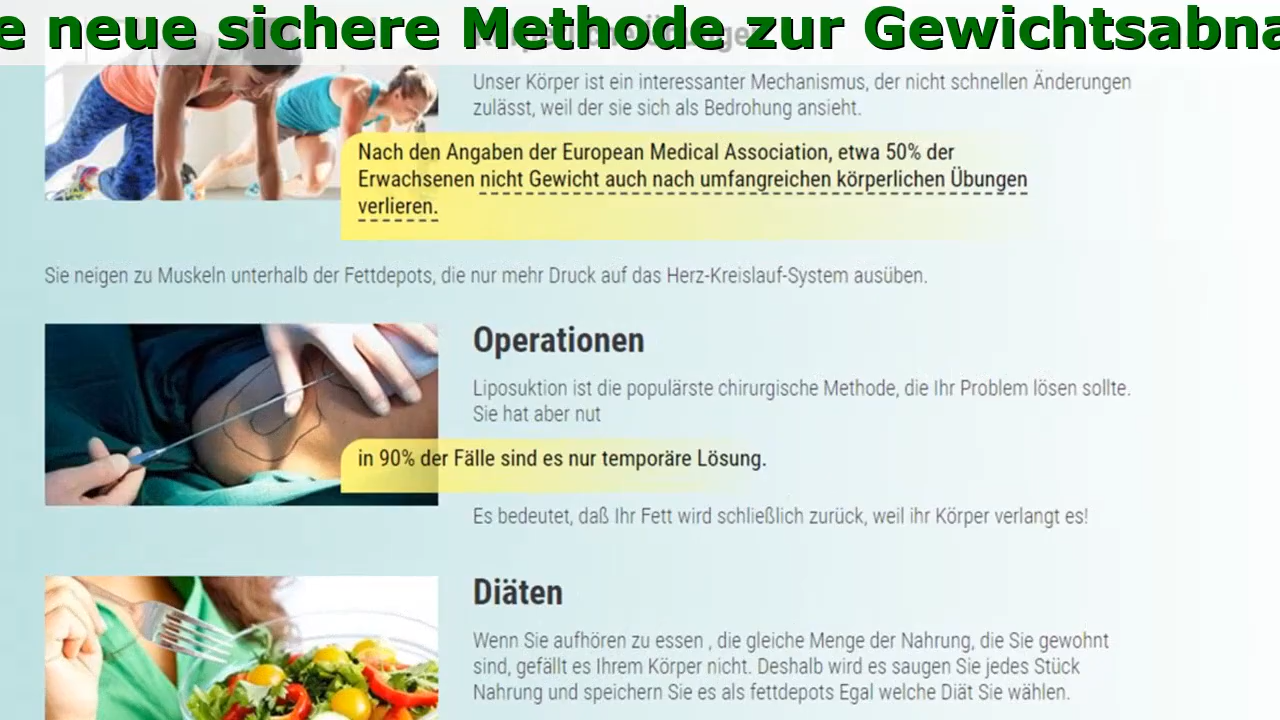 e neue sichere Methode zur Gewichtsabna
Unser Körper ist ein interessanter Mechanismus, der nicht schnellen Änderungen
zulässt, weil der sie sich als Bedrohung ansieht.
Nach den Angaben der European Medical Association, etwa 50% der
Erwachsenen nicht Gewicht auch nach umfangreichen körperlichen Übungen
verlieren.
Sie neigen zu Muskeln unterhalb der Fettdepots, die nur mehr Druck auf das Herz-Kreislauf-System ausüben.
Operationen
Liposuktion ist die populärste chirurgische Methode, die Ihr Problem lösen sollte.
Sie hat aber nut
in 90% der Fälle sind es nur temporäre Lösung.
Es bedeutet, daß Ihr Fett wird schließlich zurück, weil ihr Körper verlangt es!
Diäten
Wenn Sie aufhören zu essen , die gleiche Menge der Nahrung, die Sie gewohnt
sind, gefällt es Ihrem Körper nicht. Deshalb wird es saugen Sie jedes Stück
Nahrung und speichern Sie es als fettdepots Egal welche Diät Sie wählen.